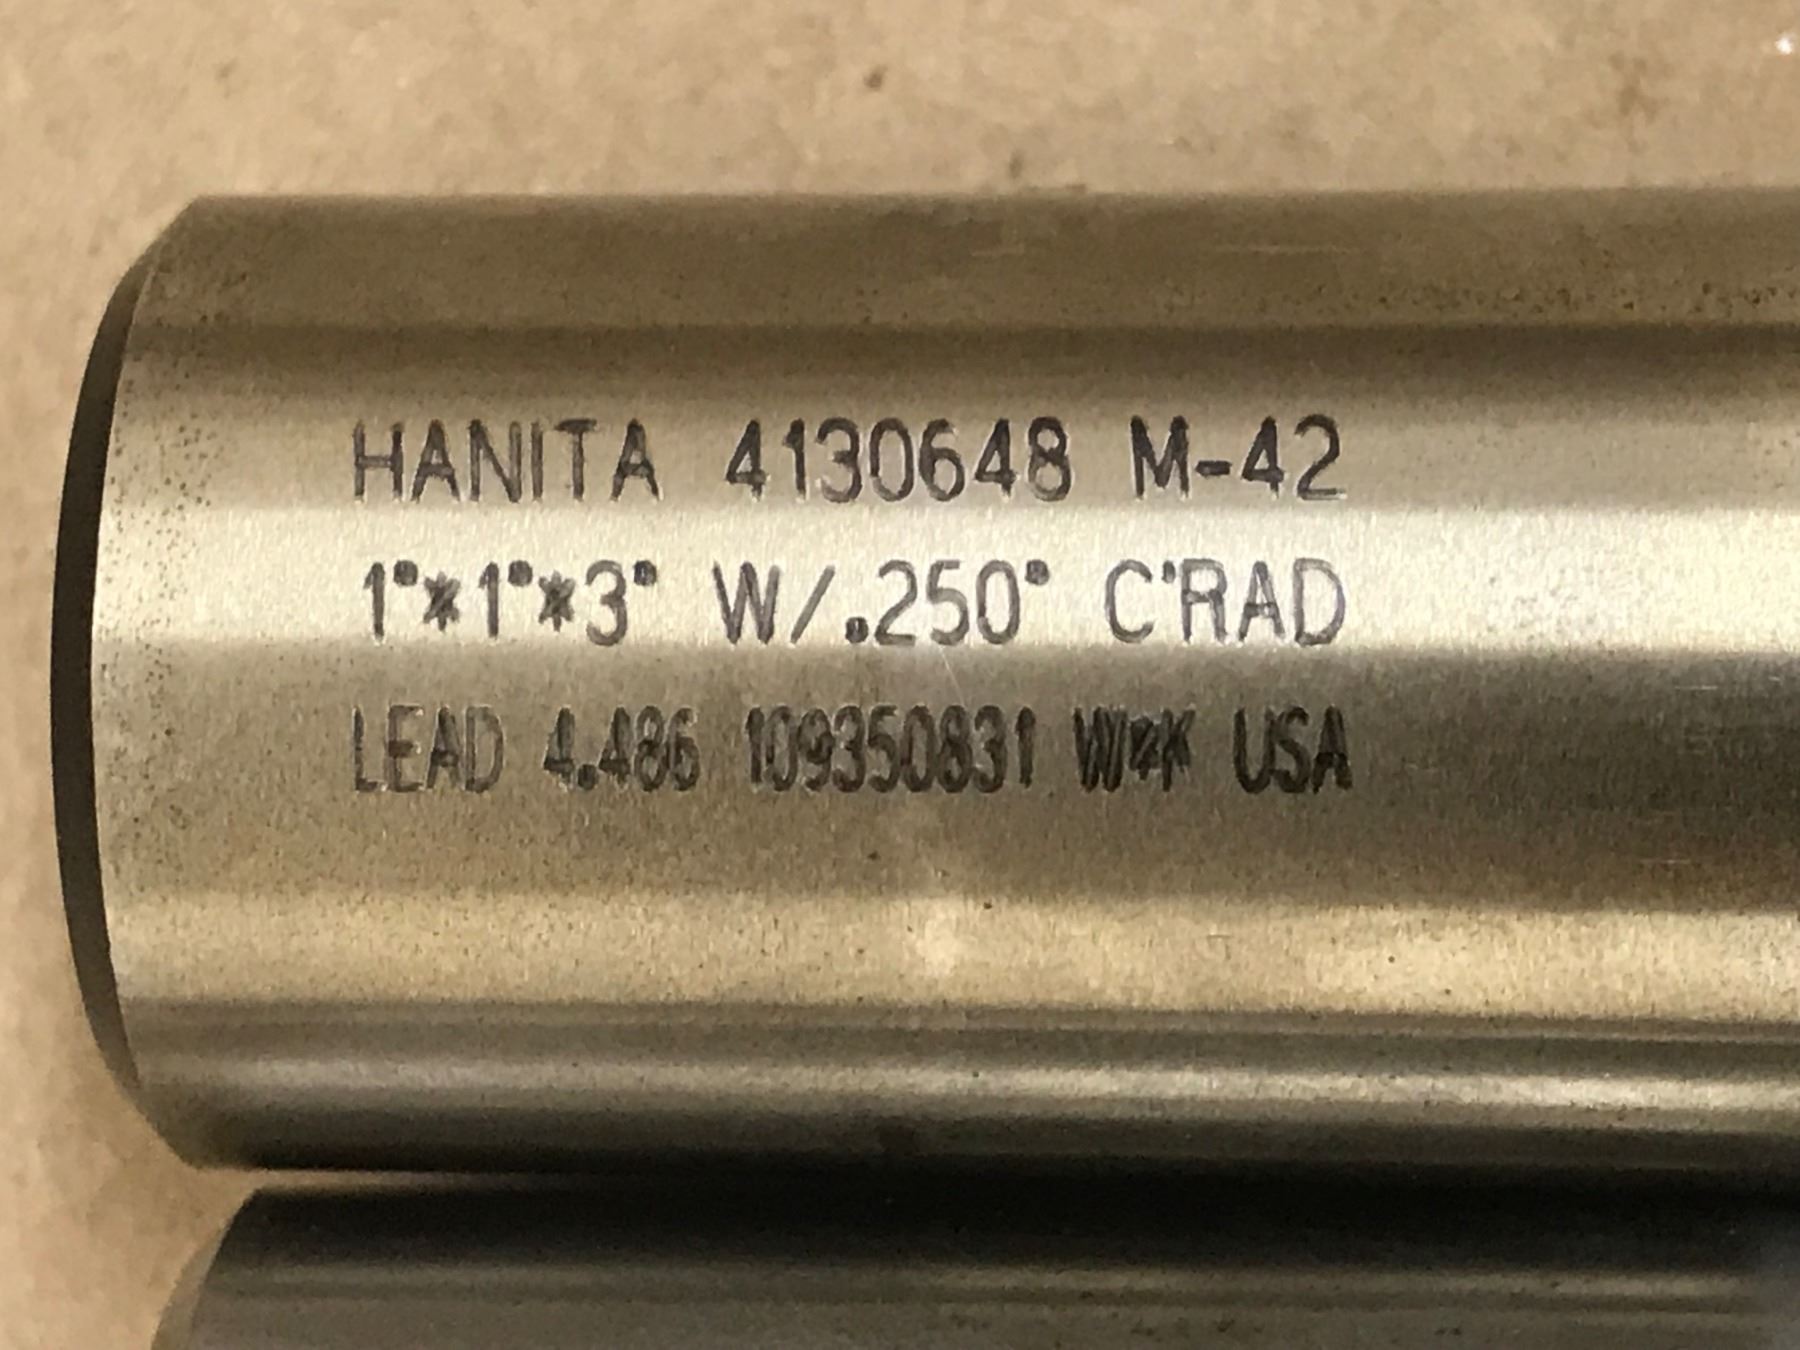 HANITA 4130648 M-42
1"*1"*3" W/.250" C'RAD
LEAD 4.486 109350831 W*K USA